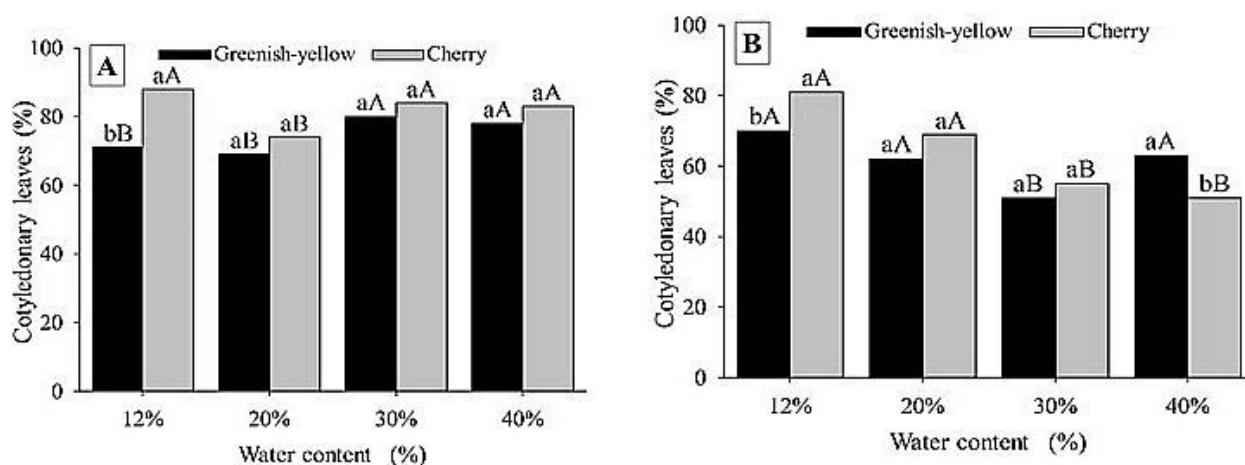 A
Greenish-yellow Cherry
Cotyledonary leaves (%)
100
80
60
40
20
0
bB aA aB aB aA aA aA aA
12% 20% 30% 40%
Water content (%)
B
Greenish-yellow Cherry
Cotyledonary leaves (%)
100
80
60
40
20
0
bA aA aA aA aB aB aA bB
12% 20% 30% 40%
Water content (%)